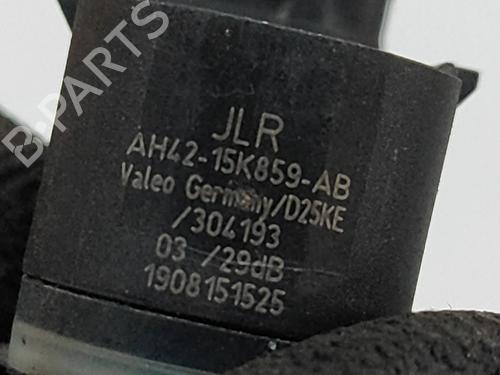 JLR
AH42-15K859-AB
Valeo Germany/D25KE
/304193
03 /29dB
1908151525
B-PARTS